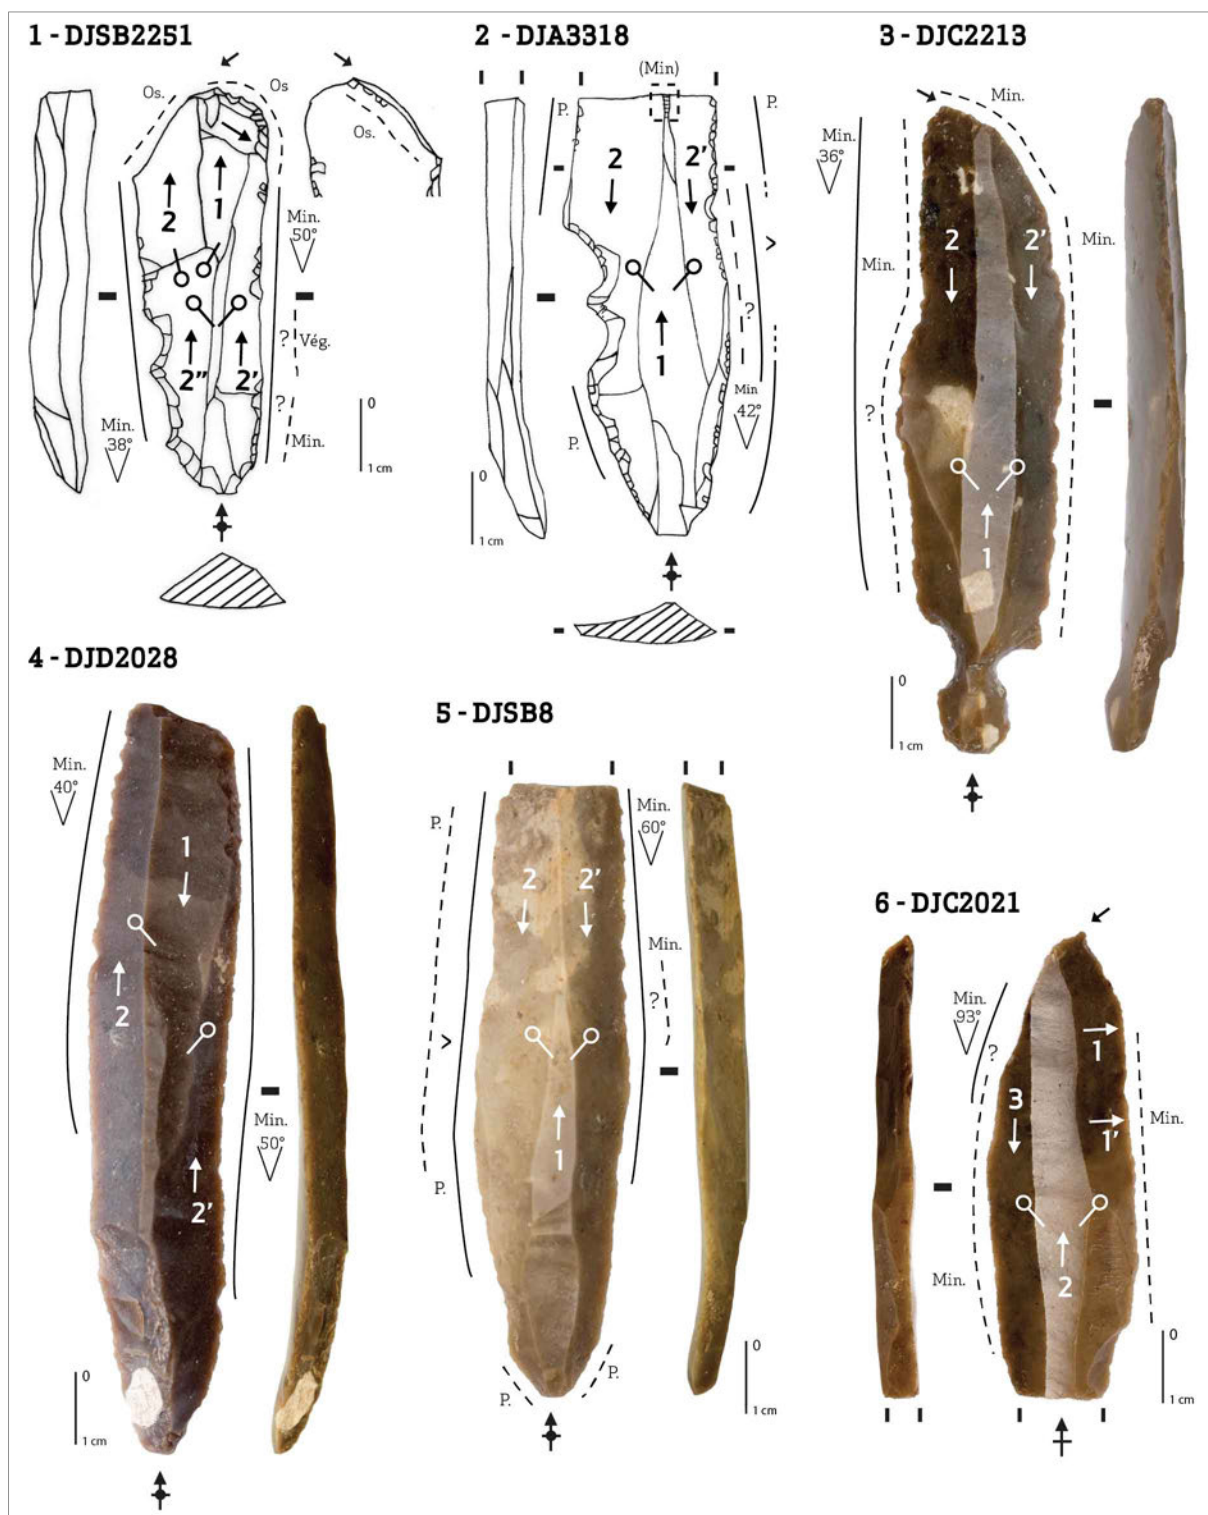 1 - DJSB2251
Os.
Os
Os.
2
1
Min.
50°
2''
2'
?
Vég.
?
Min.
Min.
38°
0
1 cm
2 - DJA3318
(Min)
P.
P.
2
2'
>
?
1
P.
Min
42°
0
1 cm
3 - DJC2213
Min.
Min.
36°
2
2'
Min.
Min.
?
1
0
1 cm
4 - DJD2028
Min.
40°
1
2
Min.
50°
2'
0
1 cm
5 - DJSB8
P.
Min.
60°
2
2'
Min.
?
>
1
P.
P.
P.
0
1 cm
6 - DJC2021
Min.
93°
?
1
3
1'
Min.
2
Min.
0
1 cm